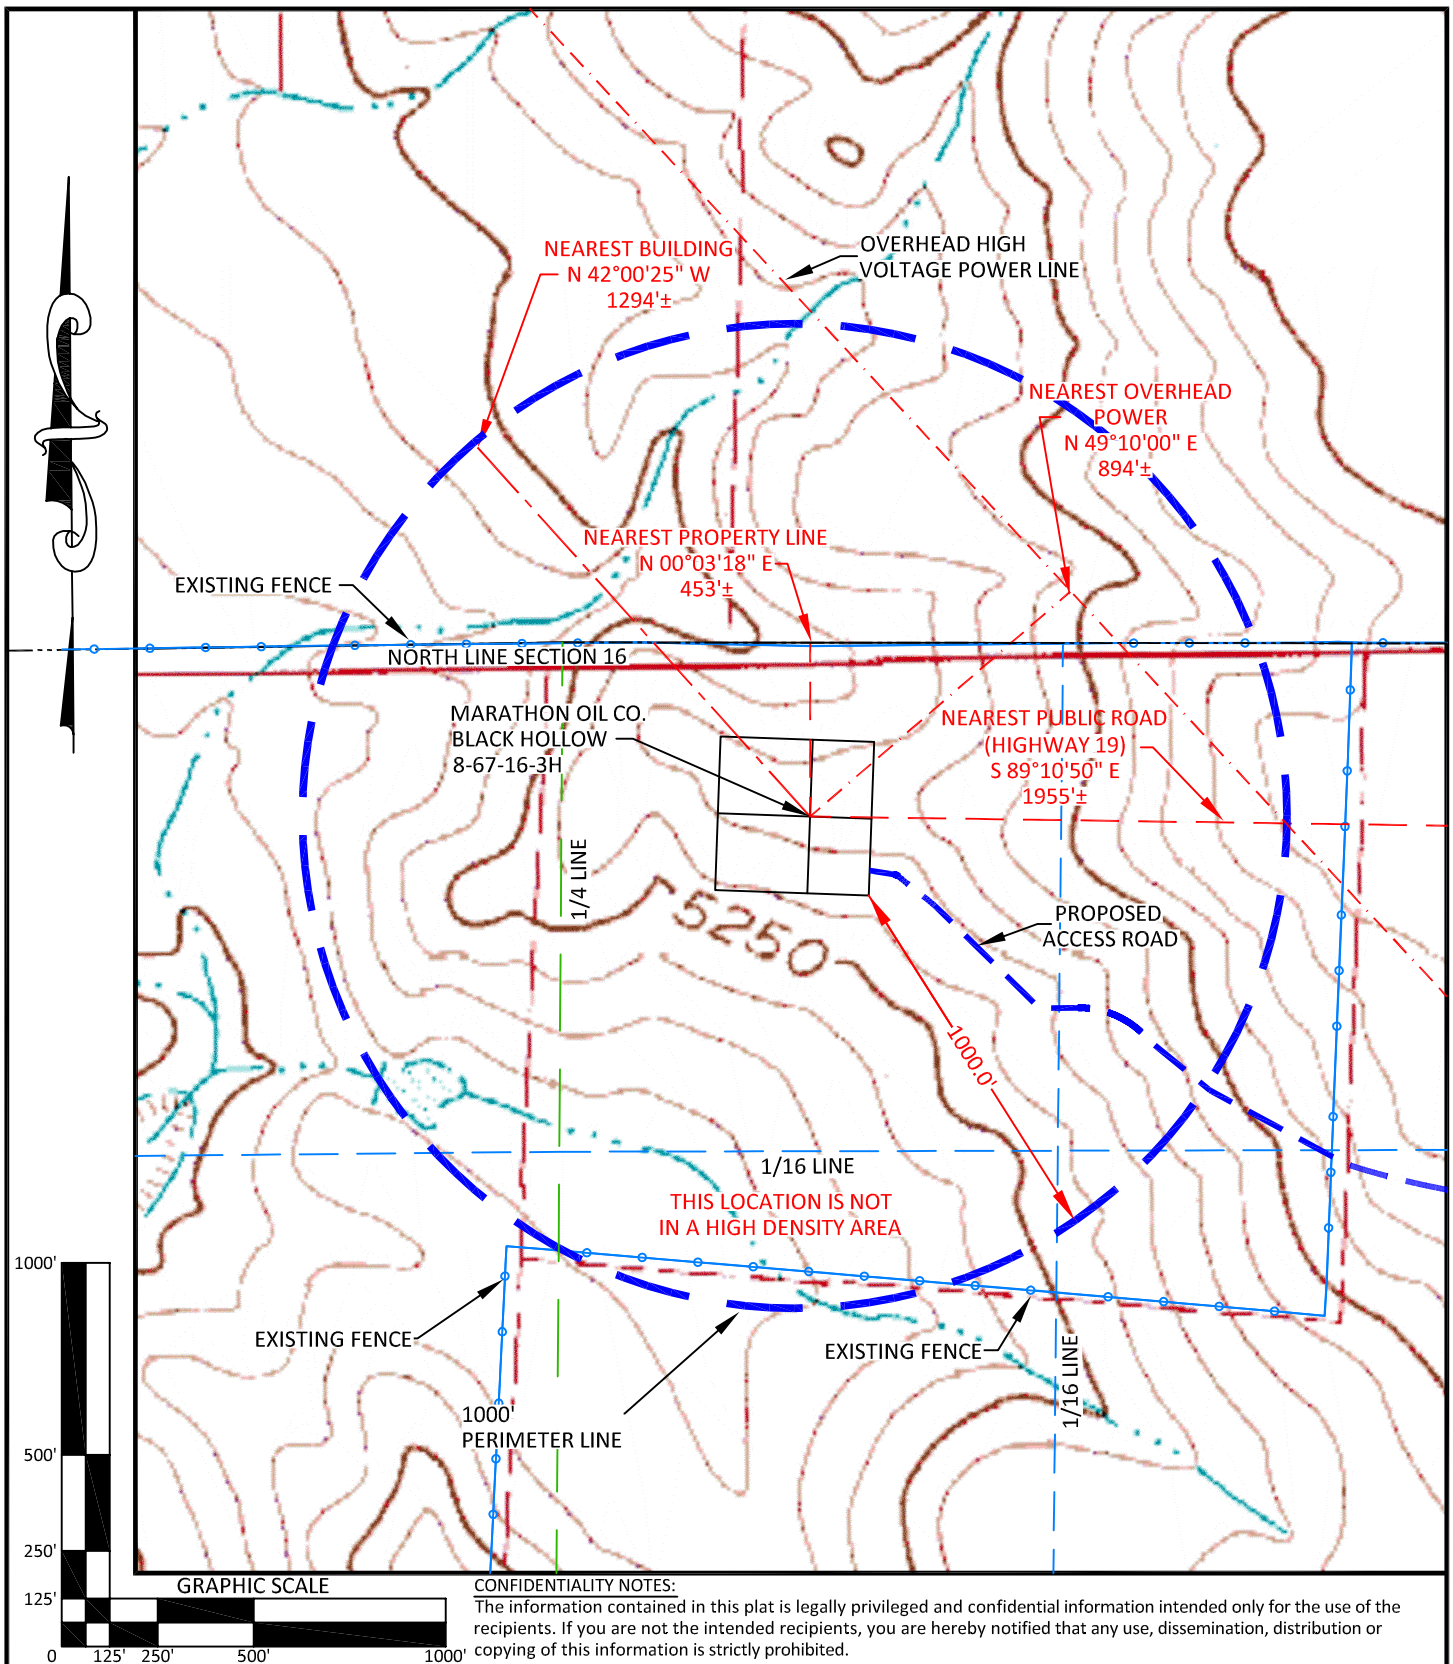 OVERHEAD HIGH
VOLTAGE POWER LINE
NEAREST BUILDING
N 42°00'25" W
1294'±
NEAREST OVERHEAD
POWER
N 49°10'00" E
894'±
NEAREST PROPERTY LINE
N 00°03'18" E
453'±
EXISTING FENCE
NORTH LINE SECTION 16
MARATHON OIL CO.
BLACK HOLLOW
8-67-16-3H
NEAREST PUBLIC ROAD
(HIGHWAY 19)
S 89°10'50" E
1955'±
1/4 LINE
5250
PROPOSED
ACCESS ROAD
1000.0'
1/16 LINE
THIS LOCATION IS NOT
IN A HIGH DENSITY AREA
EXISTING FENCE
EXISTING FENCE
1/16 LINE
1000'
PERIMETER LINE
1000'
500'
250'
125'
GRAPHIC SCALE
0 125' 250' 500' 1000'
CONFIDENTIALITY NOTES:
The information contained in this plat is legally privileged and confidential information intended only for the use of the
recipients. If you are not the intended recipients, you are hereby notified that any use, dissemination, distribution or
copying of this information is strictly prohibited.